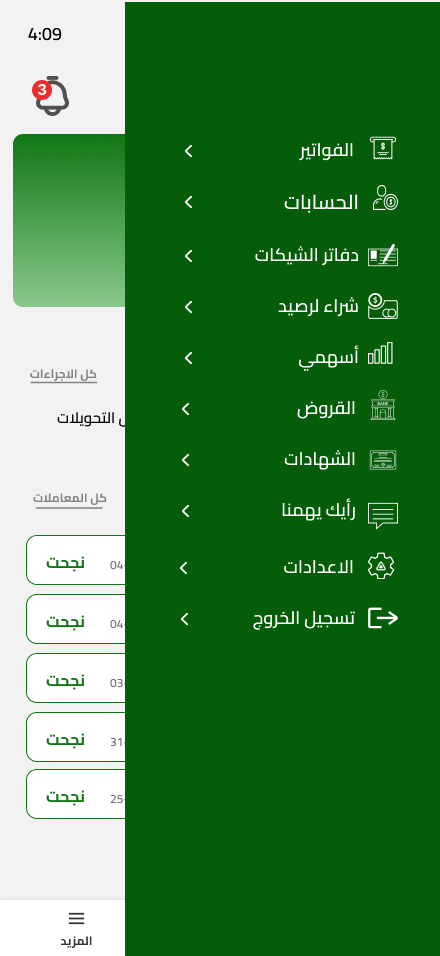 4:09
3
الفواتير
$
الحسابات
$
دفاتر الشيكات
شراء لرصيد
$
أسهمي
القروض
$
BANK
الشهادات
رأيك يهمنا
الاعدادات
تسجيل الخروج
كل الاجراءات
التحويلات
كل المعاملات
04- نجحت
04- نجحت
03- نجحت
31- نجحت
25- نجحت
المزيد